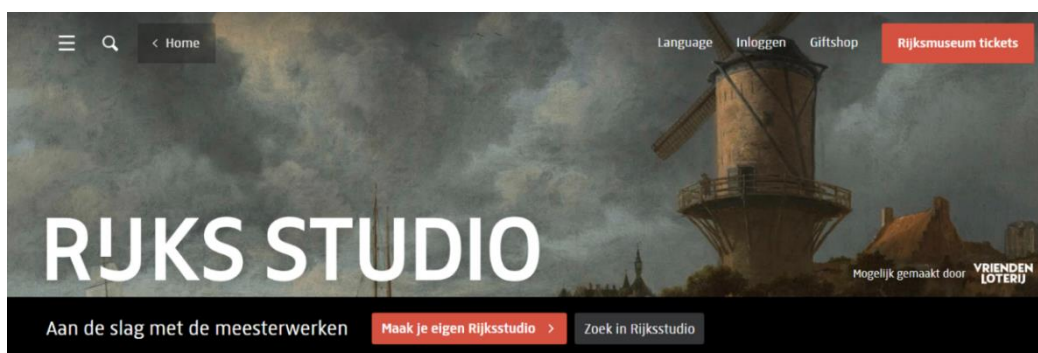 < Home
Language Inloggen Giftshop Rijksmuseum tickets
RIJKS STUDIO
Mogelijk gemaakt door VRIENDEN
LOTERIJ
Aan de slag met de meesterwerken Maak je eigen Rijksstudio > Zoek in Rijksstudio